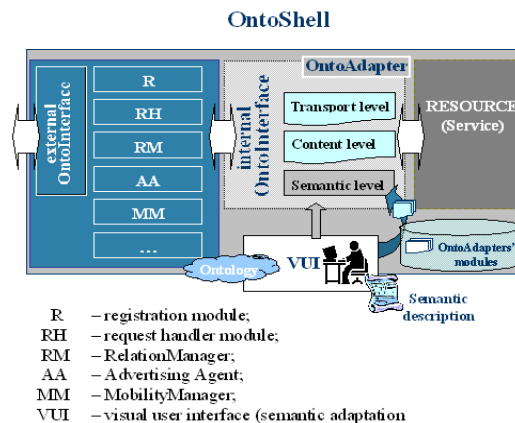 OntoShell
OntoAdapter
external
OntoInterface
R
RH
RM
AA
MM
...
internal
OntoInterface
Transport level
Content level
Semantic level
RESOURCE
(Service)
Ontology
VUI
OntoAdapters'
modules
Semantic
description
R – registration module;
RH – request handler module;
RM – RelationManager;
AA – Advertising Agent;
MM – MobilityManager;
VUI – visual user interface (semantic adaptation